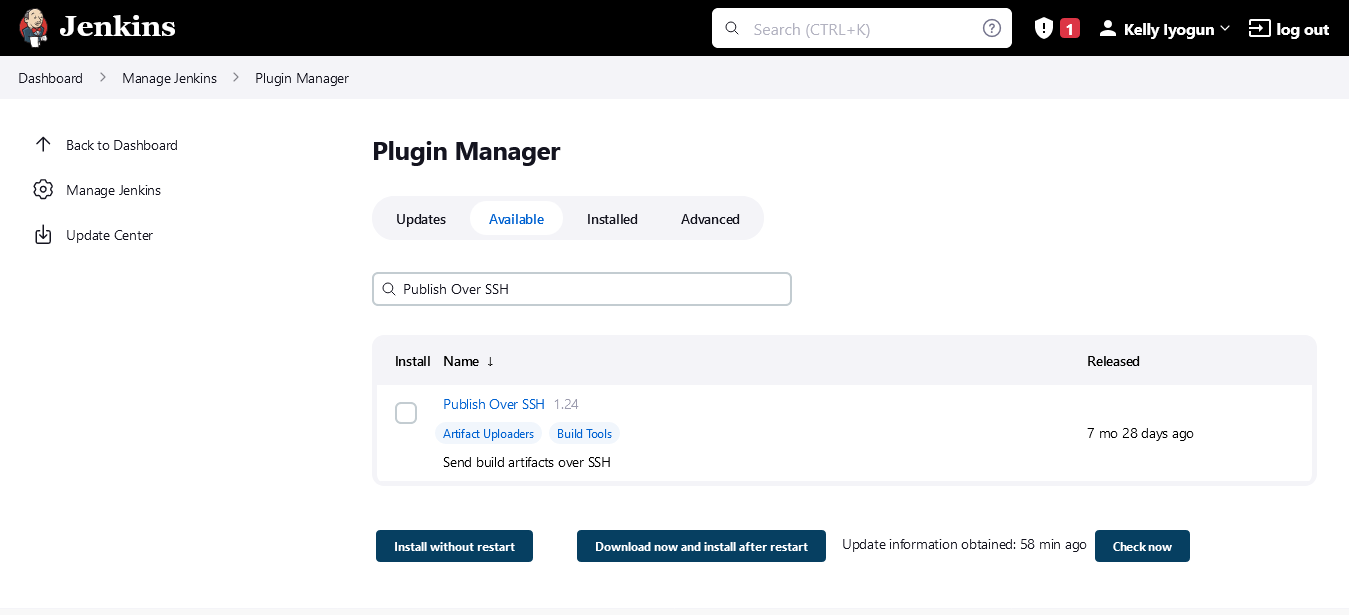 Jenkins
Search (CTRL+K)
1
Kelly Iyogun
log out
Dashboard
Manage Jenkins
Plugin Manager
Back to Dashboard
Manage Jenkins
Update Center
Plugin Manager
Updates
Available
Installed
Advanced
Publish Over SSH
Install Name ↓ Released
Publish Over SSH 1.24
Artifact Uploaders Build Tools
7 mo 28 days ago
Send build artifacts over SSH
Install without restart
Download now and install after restart
Update information obtained: 58 min ago
Check now